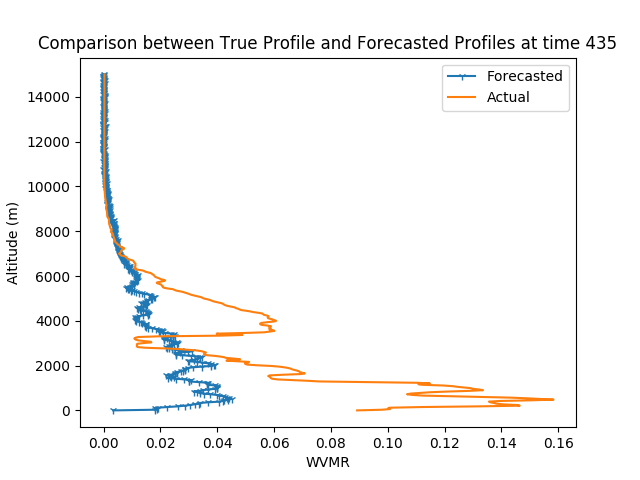 Comparison between True Profile and Forecasted Profiles at time 435
Forecasted
Actual
14000
12000
10000
8000
6000
4000
2000
0
Altitude (m)
0.00 0.02 0.04 0.06 0.08 0.10 0.12 0.14 0.16
WVMR